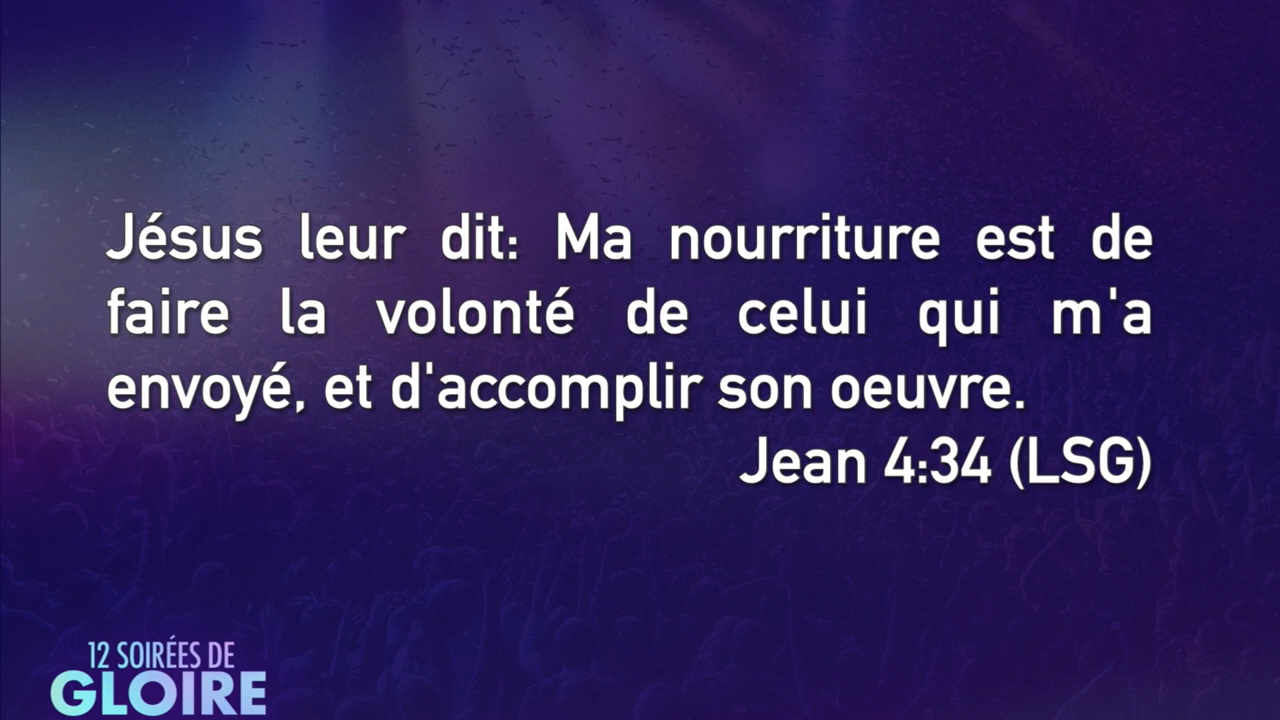 Jésus leur dit: Ma nourriture est de
faire la volonté de celui qui m'a
envoyé, et d'accomplir son oeuvre.
Jean 4:34 (LSG)
12 SOIRÉES DE
GLOIRE